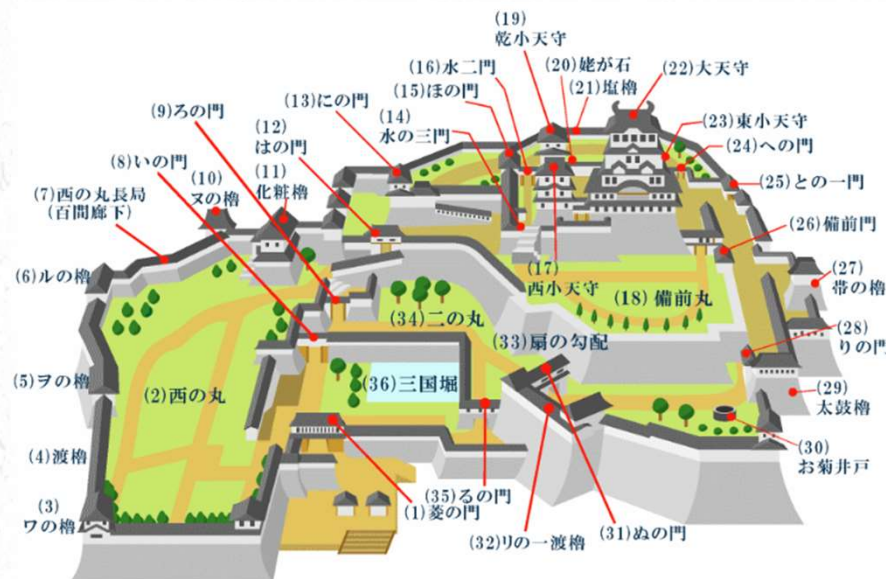 (1)菱の門
(2)西の丸
(3)
ワの櫓
(4)渡櫓
(5)ヲの櫓
(6)ルの櫓
(7)西の丸長局
(百間廊下)
(8)いの門
(9)ろの門
(10)
ヌの櫓
(11)
化粧櫓
(12)
はの門
(13)にの門
(14)
水の三門
(15)ほの門
(16)水二門
(17)
西小天守
(18)備前丸
(19)
乾小天守
(20)姥が石
(21)塩櫓
(22)大天守
(23)東小天守
(24)への門
(25)との一門
(26)備前門
(27)
帯の櫓
(28)
りの門
(29)
太鼓櫓
(30)
お菊井戸
(31)ぬの門
(32)リの一渡櫓
(33)扇の勾配
(34)二の丸
(35)るの門
(36)三国堀